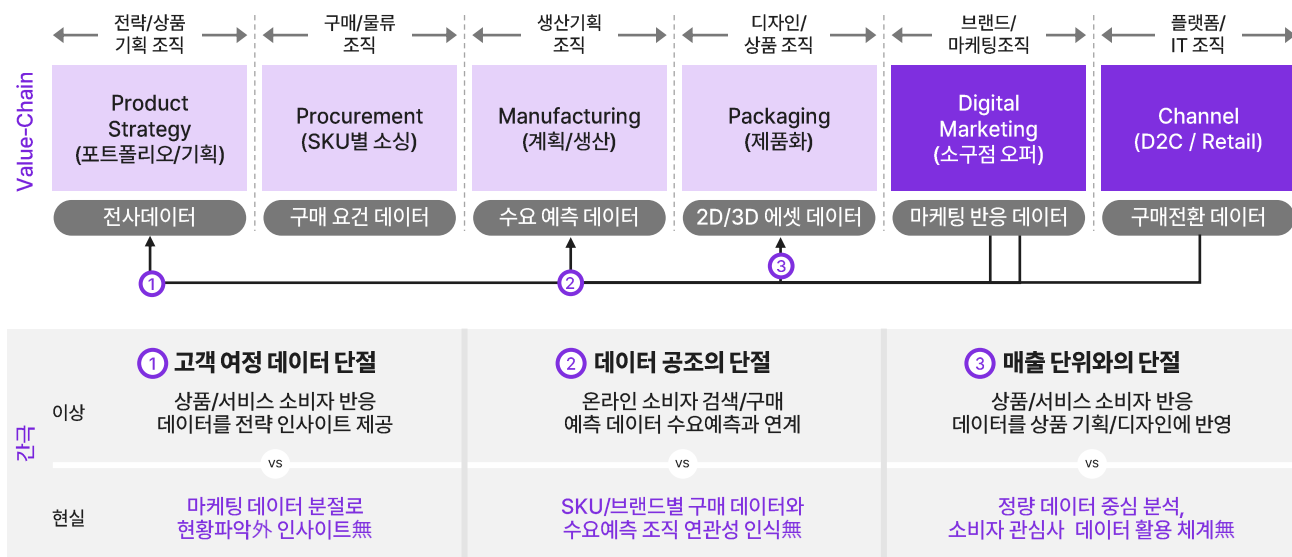 전략/상품
기획 조직
구매/물류
조직
생산기획
조직
디자인/
상품 조직
브랜드/
마케팅조직
플랫폼/
IT 조직
Value-Chain
Product
Strategy
(포트폴리오/기획)
Procurement
(SKU별 소싱)
Manufacturing
(계획/생산)
Packaging
(제품화)
Digital
Marketing
(소구점 오퍼)
Channel
(D2C / Retail)
전사데이터
구매 요건 데이터
수요 예측 데이터
2D/3D 에셋 데이터
마케팅 반응 데이터
구매전환 데이터
1
2
3
간극
이상
현실
1 고객 여정 데이터 단절
상품/서비스 소비자 반응
데이터를 전략 인사이트 제공
vs
마케팅 데이터 분절로
현황파악外 인사이트無
2 데이터 공조의 단절
온라인 소비자 검색/구매
예측 데이터 수요예측과 연계
vs
SKU/브랜드별 구매 데이터와
수요예측 조직 연관성 인식無
3 매출 단위와의 단절
상품/서비스 소비자 반응
데이터를 상품 기획/디자인에 반영
vs
정량 데이터 중심 분석,
소비자 관심사 데이터 활용 체계無